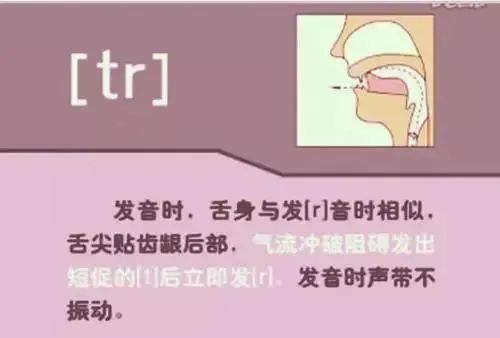 [tr]
发音时，舌身与发[r]音时相似，
舌尖贴齿龈后部，气流冲破阻碍发出
短促的[t]后立即发[r]。发音时声带不
振动。